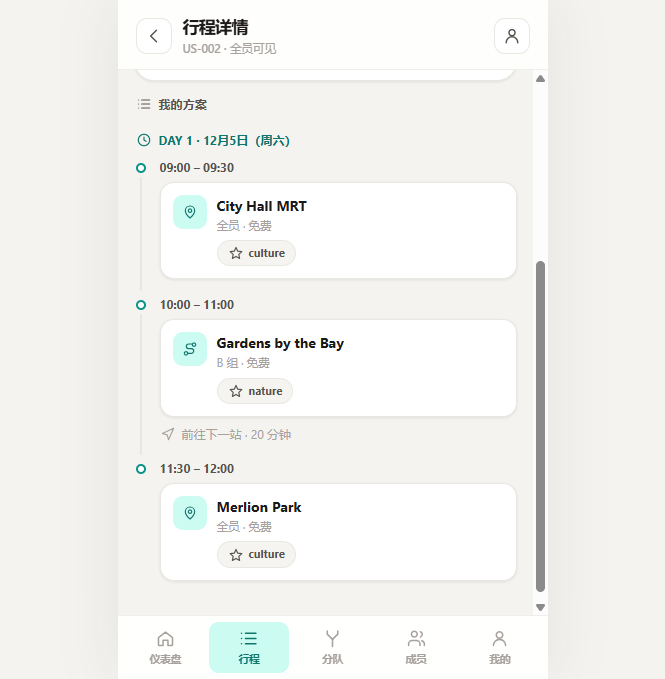 行程详情
US-002 · 全员可见
我的方案
DAY 1 · 12月5日（周六）
09:00 – 09:30
City Hall MRT
全员 · 免费
culture
10:00 – 11:00
Gardens by the Bay
B 组 · 免费
nature
前往下一站 · 20 分钟
11:30 – 12:00
Merlion Park
全员 · 免费
culture
仪表盘
行程
分队
成员
我的